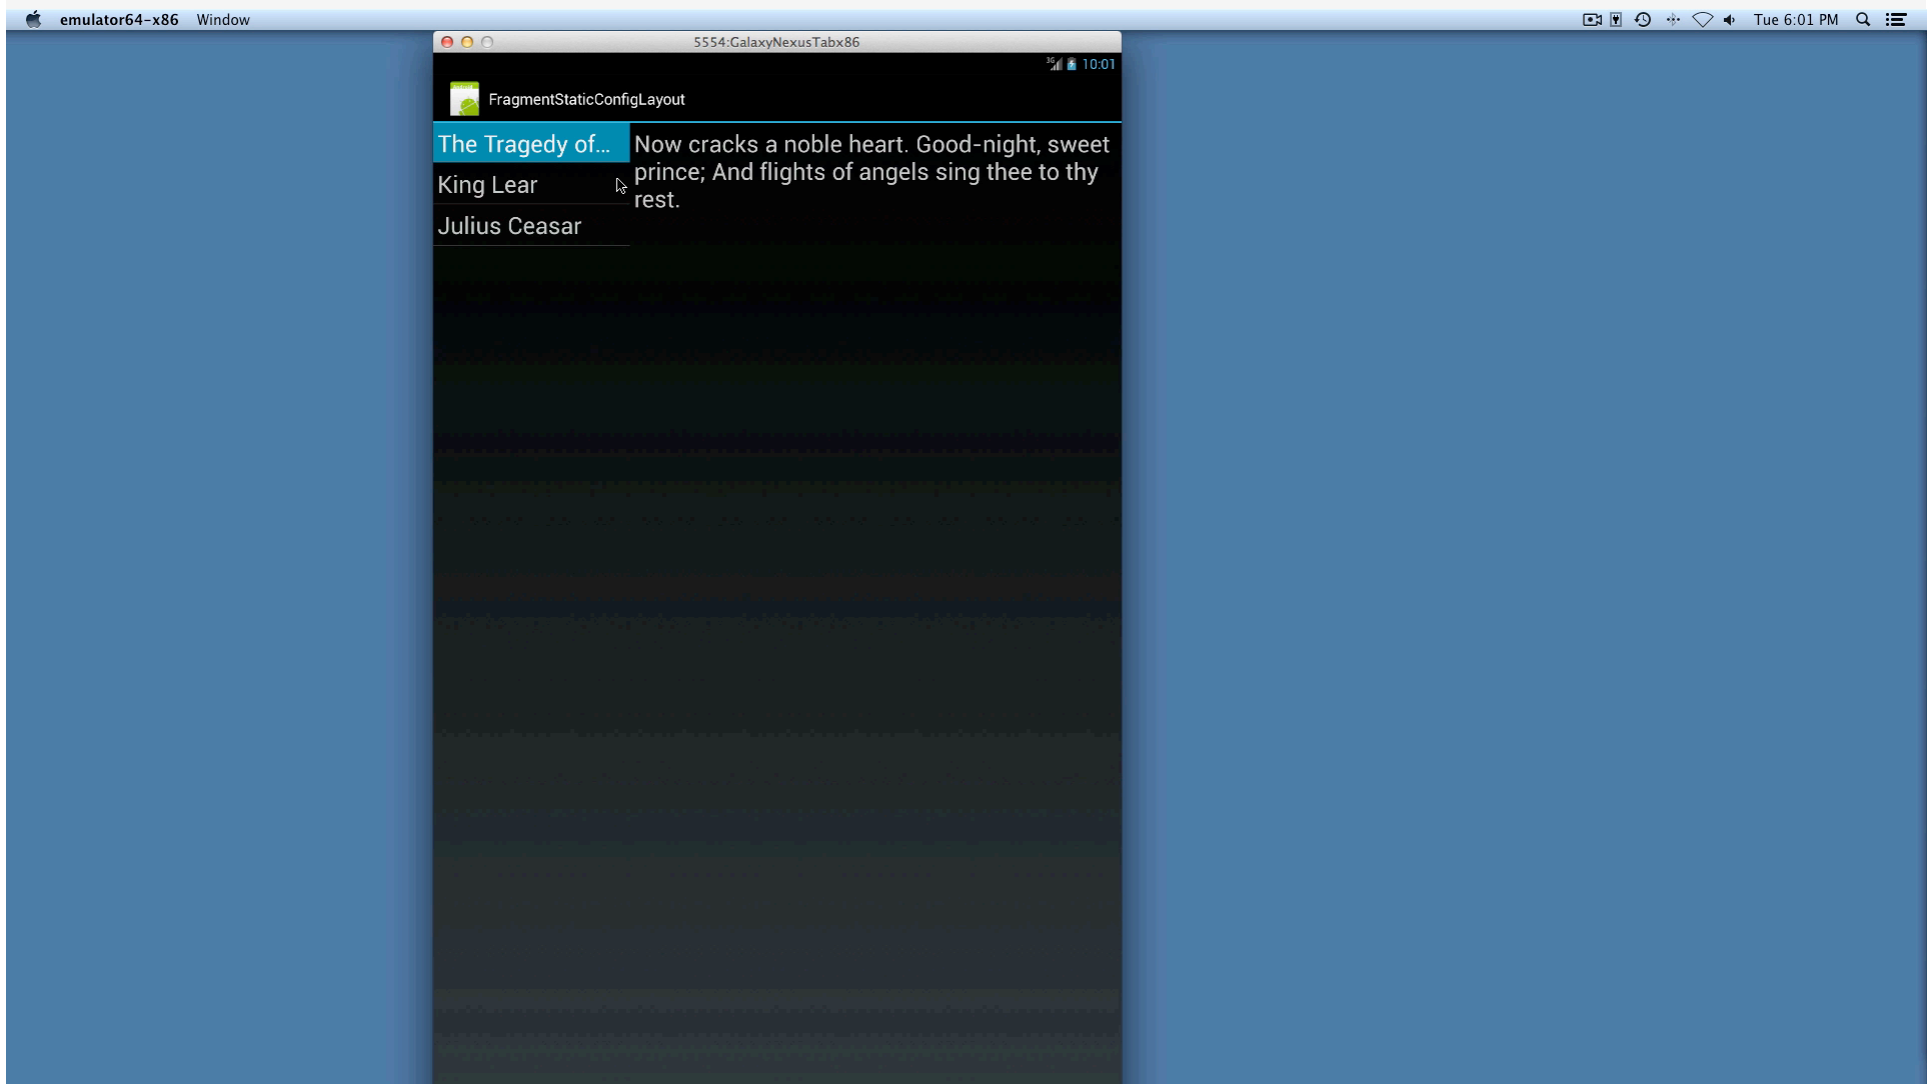 emulator64-x86 Window Tue 6:01 PM
5554:GalaxyNexusTabx86
3G 10:01
FragmentStaticConfigLayout
The Tragedy of...
King Lear
Julius Ceasar
Now cracks a noble heart. Good-night, sweet
prince; And flights of angels sing thee to thy
rest.